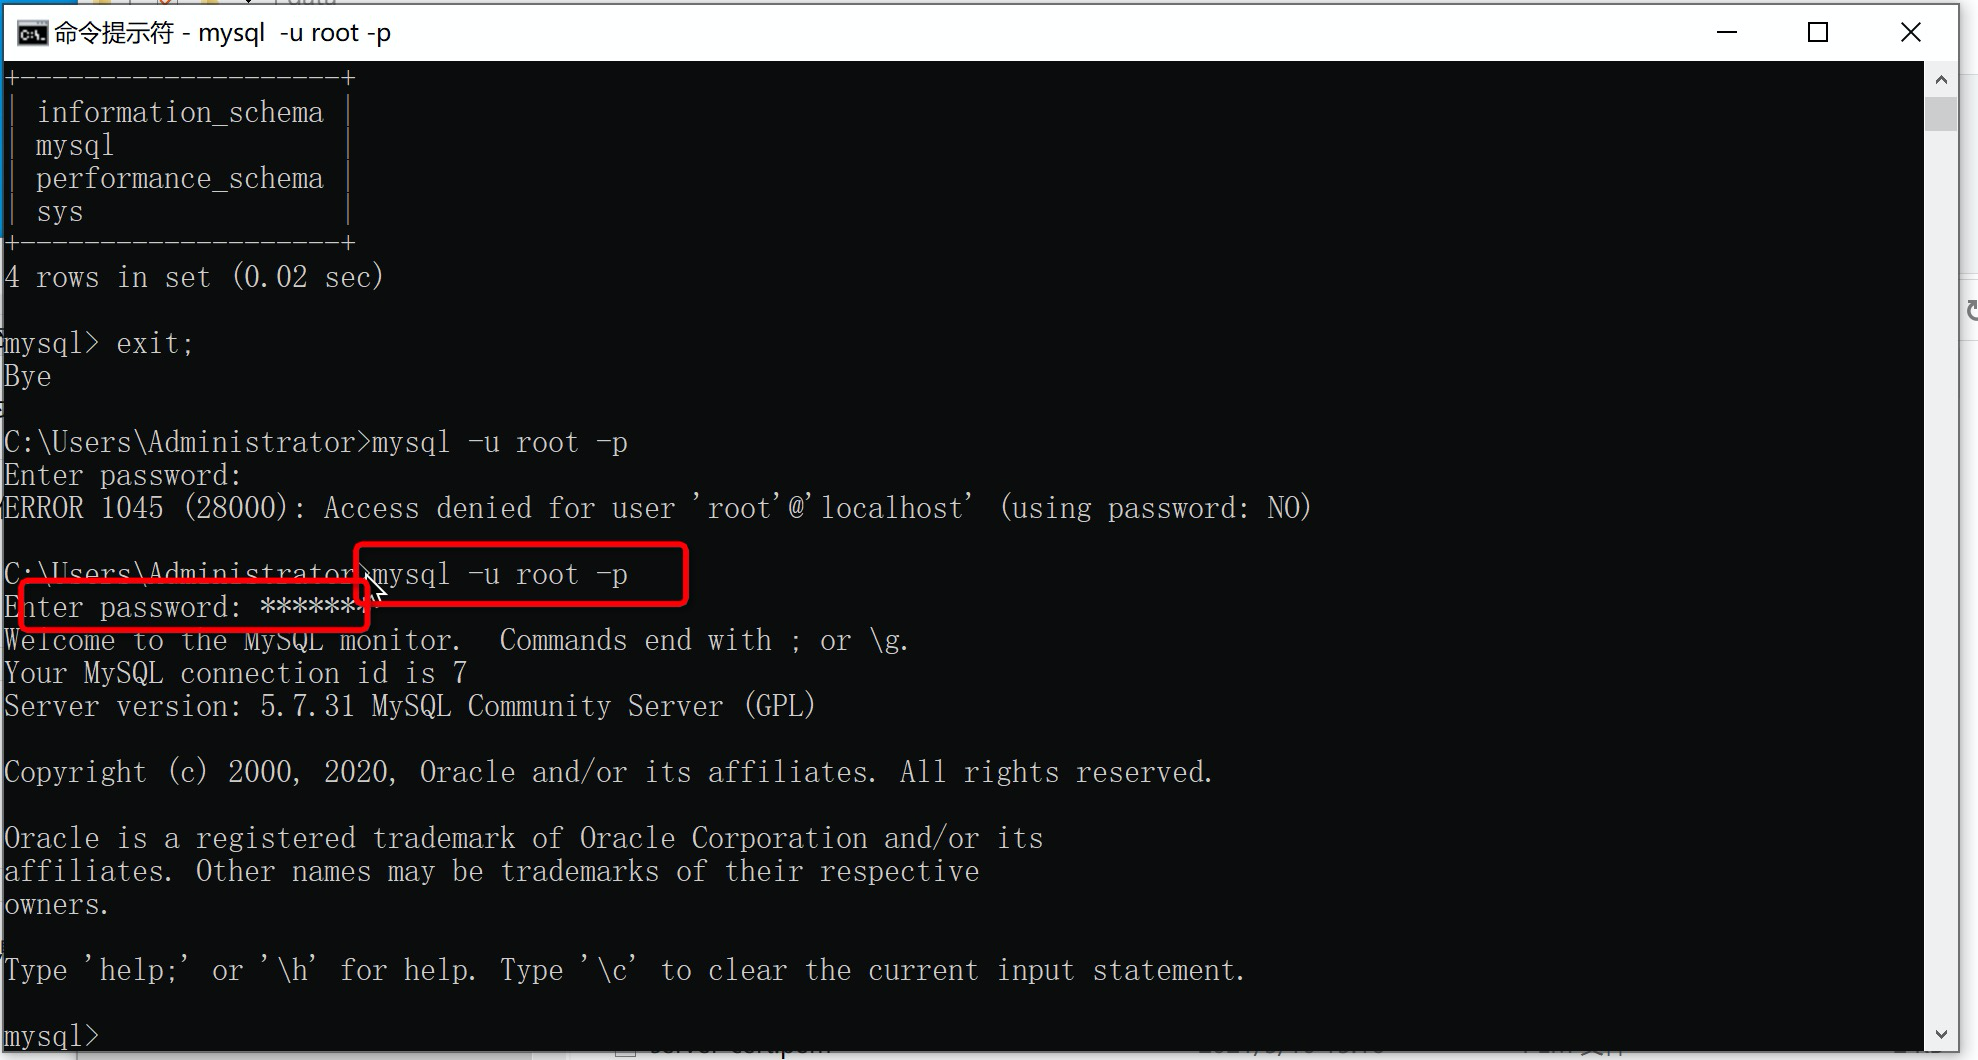 data
命令提示符 - mysql  -u root -p
+--------------------+
| information_schema |
| mysql              |
| performance_schema |
| sys                |
+--------------------+
4 rows in set (0.02 sec)
mysql> exit;
Bye
C:\Users\Administrator>mysql -u root -p
Enter password:
ERROR 1045 (28000): Access denied for user 'root'@'localhost' (using password: NO)
C:\Users\Administrator>mysql -u root -p
Enter password: *******
Welcome to the MySQL monitor.  Commands end with ; or \g.
Your MySQL connection id is 7
Server version: 5.7.31 MySQL Community Server (GPL)
Copyright (c) 2000, 2020, Oracle and/or its affiliates. All rights reserved.
Oracle is a registered trademark of Oracle Corporation and/or its
affiliates. Other names may be trademarks of their respective
owners.
Type 'help;' or '\h' for help. Type '\c' to clear the current input statement.
mysql>